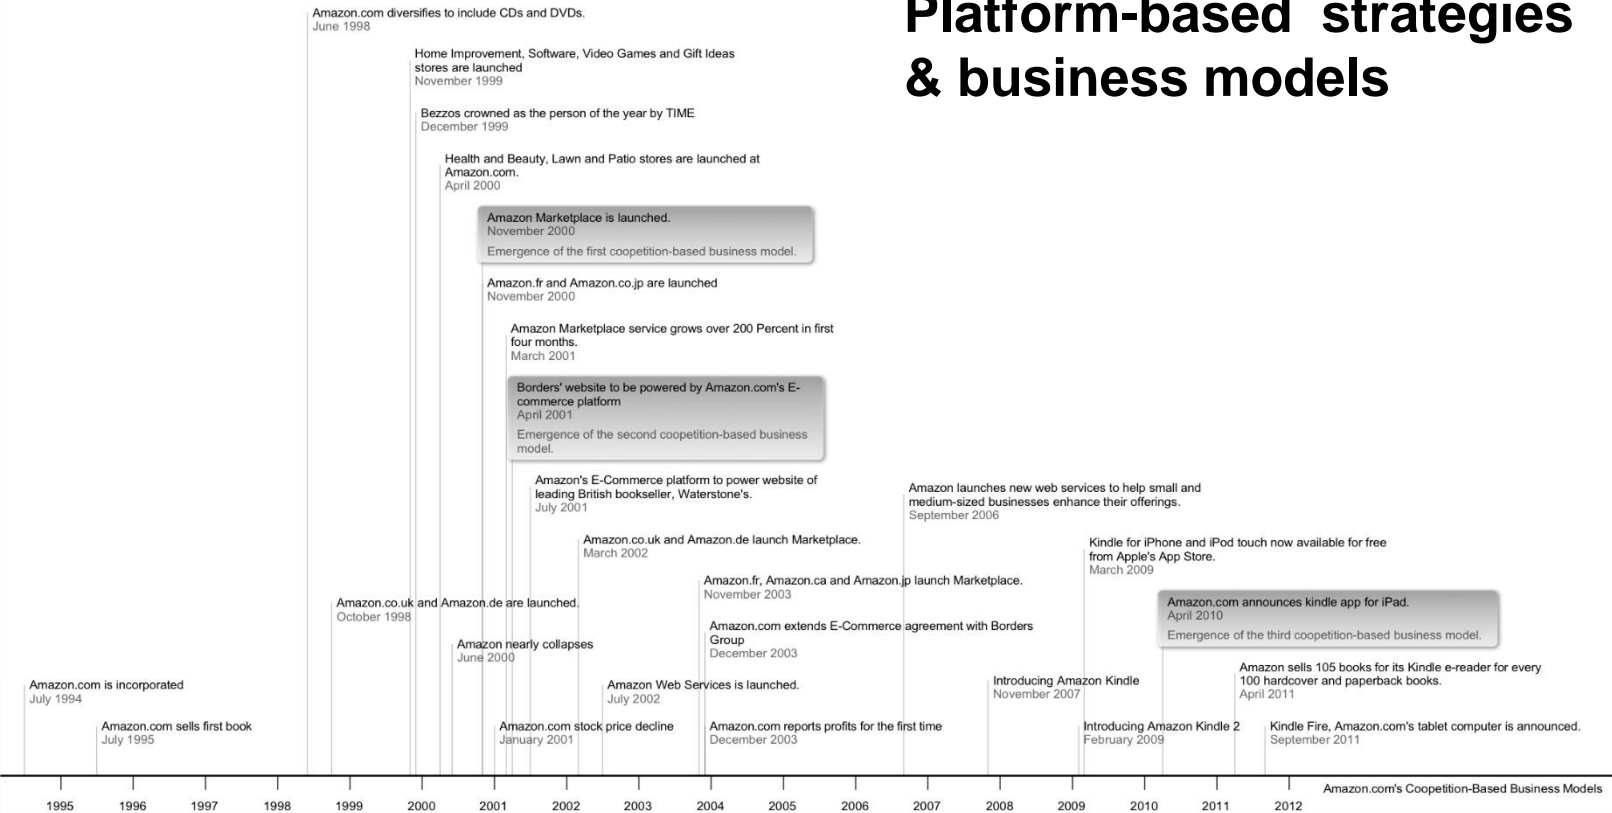 Platform-based strategies
& business models
Amazon.com diversifies to include CDs and DVDs.
June 1998
Home Improvement, Software, Video Games and Gift Ideas
stores are launched
November 1999
Bezzos crowned as the person of the year by TIME
December 1999
Health and Beauty, Lawn and Patio stores are launched at
Amazon.com.
April 2000
Amazon Marketplace is launched.
November 2000
Emergence of the first coopetition-based business model.
Amazon.fr and Amazon.co.jp are launched
November 2000
Amazon Marketplace service grows over 200 Percent in first
four months.
March 2001
Borders' website to be powered by Amazon.com's E-
commerce platform
April 2001
Emergence of the second coopetition-based business
model.
Amazon's E-Commerce platform to power website of
leading British bookseller, Waterstone's.
July 2001
Amazon launches new web services to help small and
medium-sized businesses enhance their offerings.
September 2006
Amazon.co.uk and Amazon.de launch Marketplace.
March 2002
Kindle for iPhone and iPod touch now available for free
from Apple's App Store.
March 2009
Amazon.fr, Amazon.ca and Amazon.jp launch Marketplace.
November 2003
Amazon.co.uk and Amazon.de are launched.
October 1998
Amazon.com announces kindle app for iPad.
April 2010
Emergence of the third coopetition-based business model.
Amazon.com extends E-Commerce agreement with Borders
Group
December 2003
Amazon nearly collapses
June 2000
Amazon sells 105 books for its Kindle e-reader for every
100 hardcover and paperback books.
April 2011
Amazon.com is incorporated
July 1994
Amazon Web Services is launched.
July 2002
Introducing Amazon Kindle
November 2007
Amazon.com sells first book
July 1995
Amazon.com stock price decline
January 2001
Amazon.com reports profits for the first time
December 2003
Introducing Amazon Kindle 2
February 2009
Kindle Fire, Amazon.com's tablet computer is announced.
September 2011
Amazon.com's Coopetition-Based Business Models
1995 1996 1997 1998 1999 2000 2001 2002 2003 2004 2005 2006 2007 2008 2009 2010 2011 2012